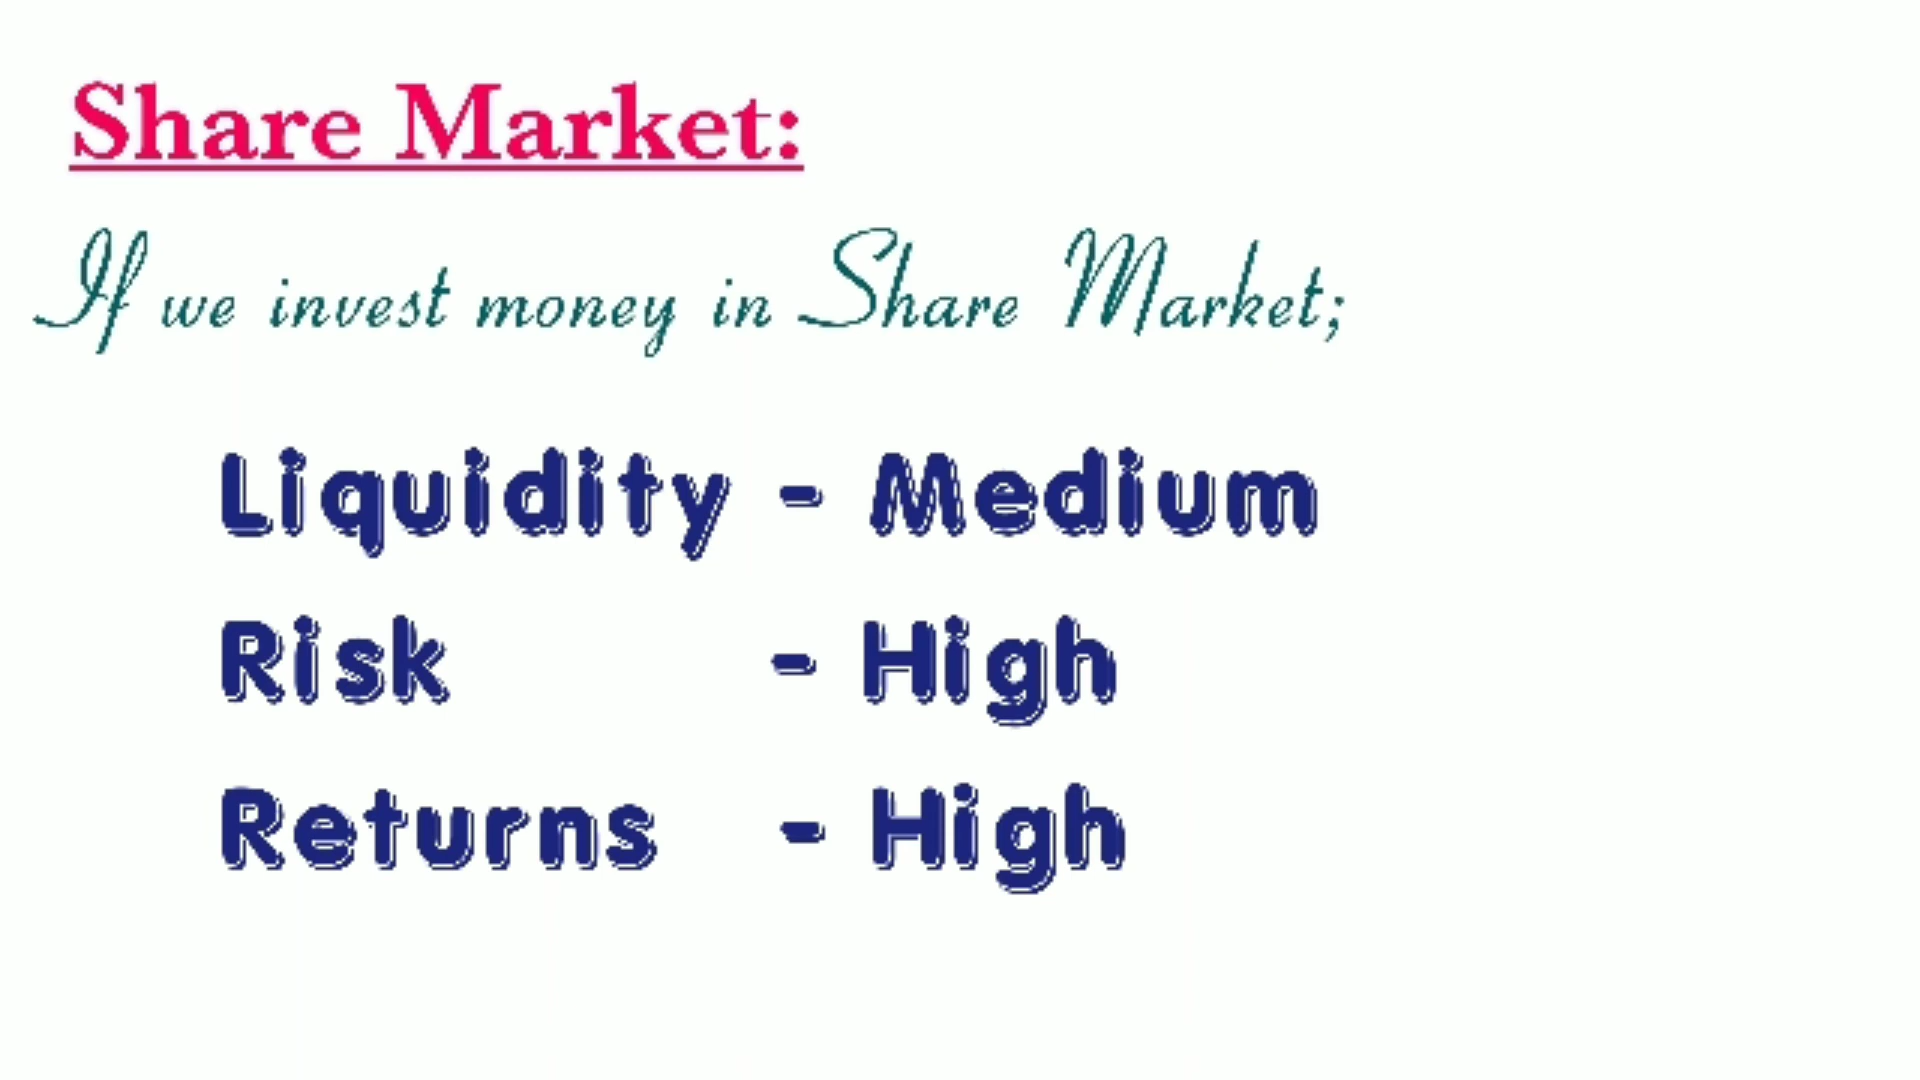 Share Market:
If we invest money in Share Market;
Liquidity - Medium
Risk - High
Returns - High